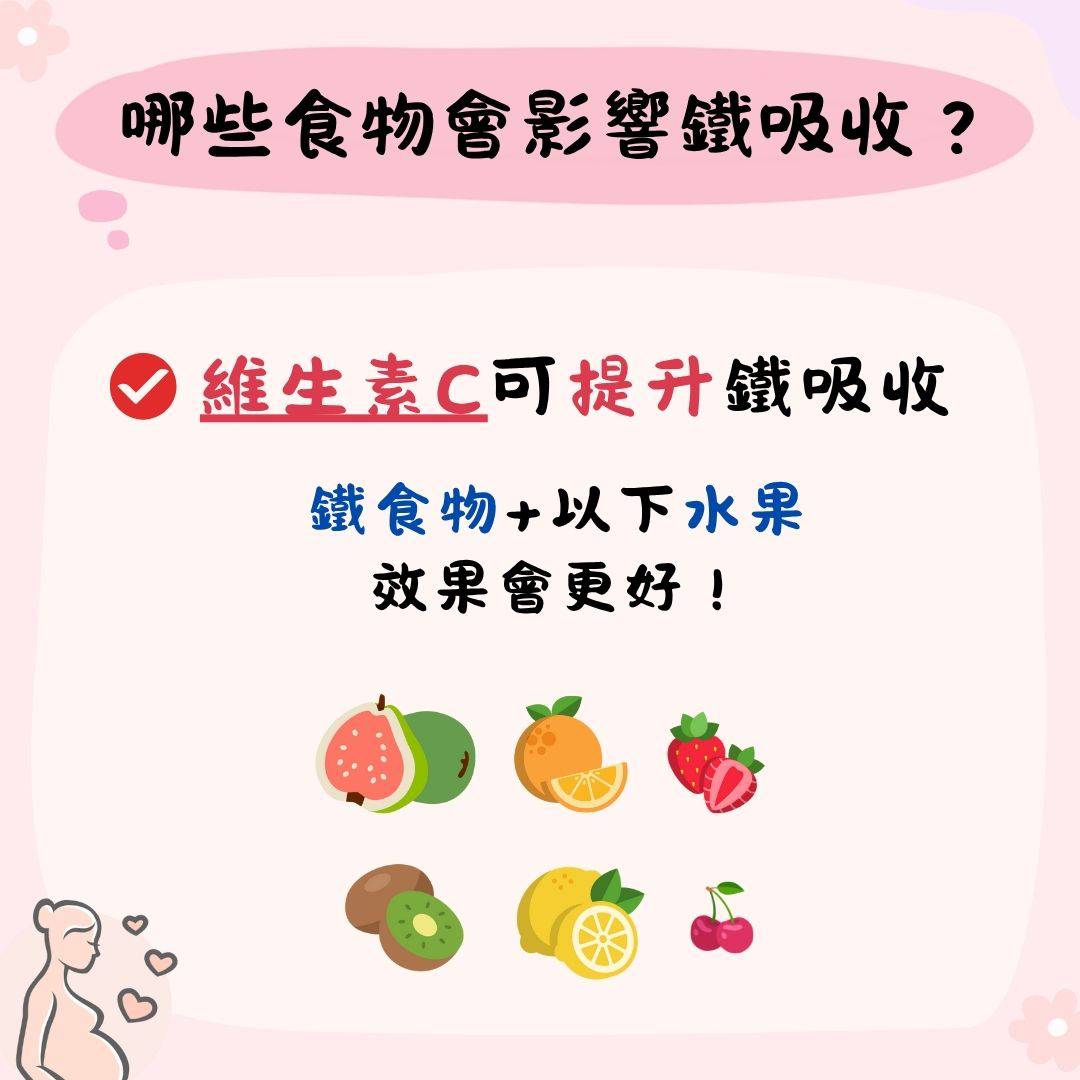 哪些食物會影響鐵吸收？
維生素C可提升鐵吸收
鐵食物+以下水果
效果會更好！